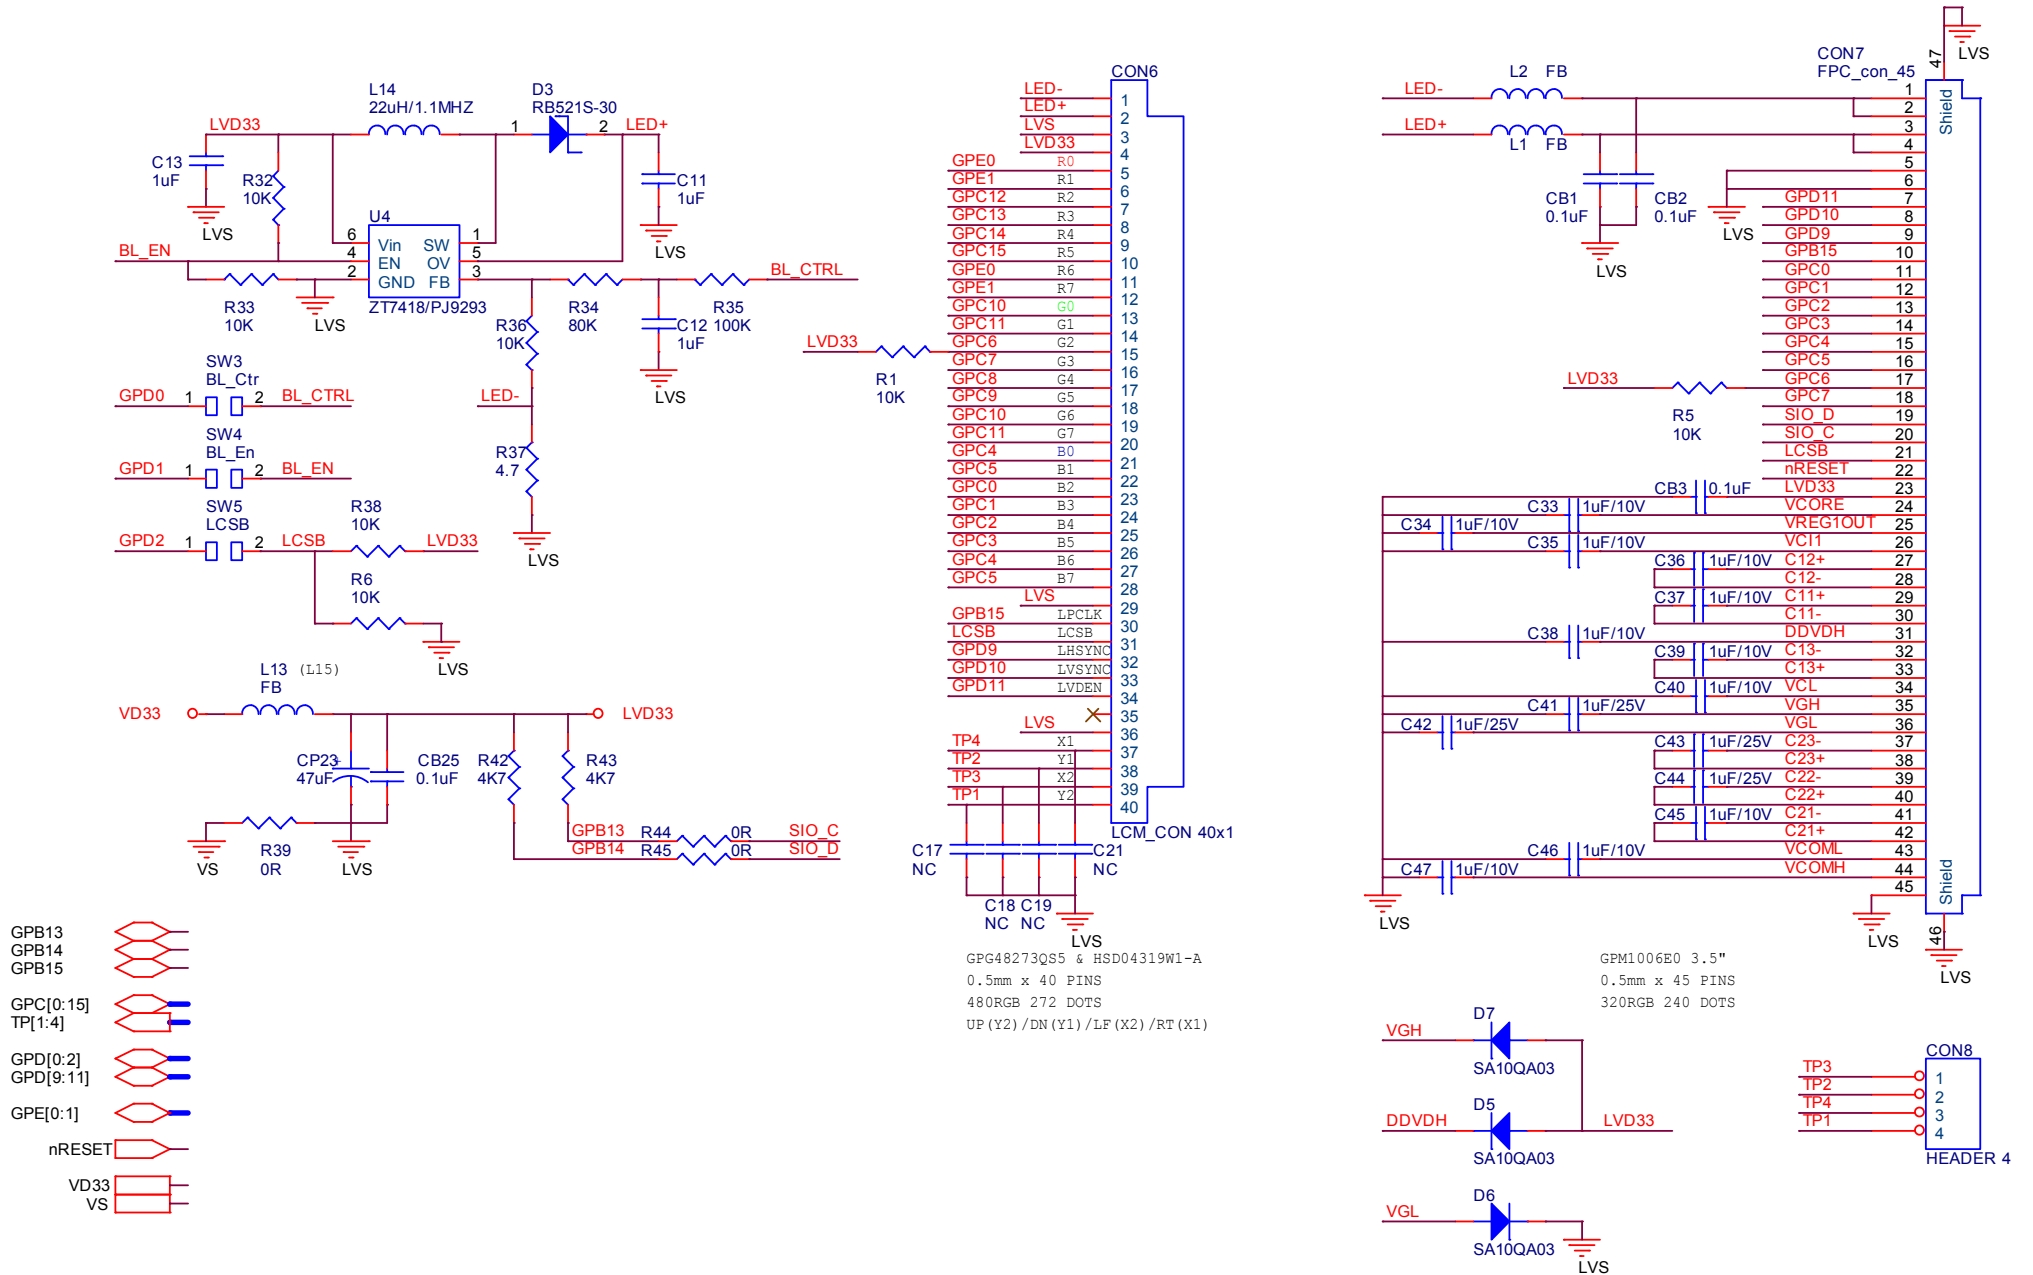 L14
22uH/1.1MHZ
D3
RB521S-30
LVD33
1
2
LED+
C13
1uF
R32
10K
LVS
C11
1uF
LVS
U4
6 Vin SW 1
4 EN OV 5
2 GND FB 3
ZT7418/PJ9293
BL_EN
R33
10K
LVS
R34
80K
R35
100K
BL_CTRL
R36
10K
C12
1uF
LVS
LED-
R37
4.7
LVS
SW3
BL_Ctr
GPD0 1 2 BL_CTRL
SW4
BL_En
GPD1 1 2 BL_EN
SW5
LCSB
GPD2 1 2 LCSB
R38
10K
LVD33
R6
10K
LVS
L13 (L15)
FB
VD33
LVD33
CP23
47uF
+
CB25
0.1uF
R42
4K7
R43
4K7
R39
0R
VS
LVS
GPB13 R44 0R SIO_C
GPB14 R45 0R SIO_D
GPB13
GPB14
GPB15
GPC[0:15]
TP[1:4]
GPD[0:2]
GPD[9:11]
GPE[0:1]
nRESET
VD33
VS
CON6
LED- 1
LED+ 2
LVS 3
LVD33 4
GPE0 R0 5
GPE1 R1 6
GPC12 R2 7
GPC13 R3 8
GPC14 R4 9
GPC15 R5 10
GPE0 R6 11
GPE1 R7 12
GPC10 G0 13
GPC11 G1 14
GPC6 G2 15
GPC7 G3 16
GPC8 G4 17
GPC9 G5 18
GPC10 G6 19
GPC11 G7 20
GPC4 B0 21
GPC5 B1 22
GPC0 B2 23
GPC1 B3 24
GPC2 B4 25
GPC3 B5 26
GPC4 B6 27
GPC5 B7 28
LVS 29
GPB15 LPCLK 30
LCSB LCSB 31
GPD9 LHSYNC 32
GPD10 LVSYNC 33
GPD11 LVDEN 34
35
LVS 36
TP4 X1 37
TP2 Y1 38
TP3 X2 39
TP1 Y2 40
LCM_CON 40x1
LVD33
R1
10K
C17
NC
C18
NC
C19
NC
C21
NC
LVS
GPG48273QS5 & HSD04319W1-A
0.5mm x 40 PINS
480RGB 272 DOTS
UP(Y2)/DN(Y1)/LF(X2)/RT(X1)
CON7
FPC_con_45
47
LVS
Shield
LED-
L2 FB
LED+
L1 FB
CB1
0.1uF
CB2
0.1uF
LVS
LVS
1
2
3
4
5
6
GPD11 7
GPD10 8
GPD9 9
GPB15 10
GPC0 11
GPC1 12
GPC2 13
GPC3 14
GPC4 15
GPC5 16
GPC6 17
GPC7 18
SIO_D 19
SIO_C 20
LCSB 21
nRESET 22
LVD33
R5
10K
CB3 0.1uF LVD33 23
C33 1uF/10V VCORE 24
C34 1uF/10V VREG1OUT 25
C35 1uF/10V VCI1 26
C36 1uF/10V C12+ 27
C12- 28
C37 1uF/10V C11+ 29
C11- 30
C38 1uF/10V DDVDH 31
C39 1uF/10V C13- 32
C13+ 33
C40 1uF/10V VCL 34
C41 1uF/25V VGH 35
C42 1uF/25V VGL 36
C43 1uF/25V C23- 37
C23+ 38
C44 1uF/25V C22- 39
C22+ 40
C45 1uF/10V C21- 41
C21+ 42
C46 1uF/10V VCOML 43
C47 1uF/10V VCOMH 44
45
Shield
46
LVS
LVS
LVS
GPM1006E0 3.5"
0.5mm x 45 PINS
320RGB 240 DOTS
VGH
D7
SA10QA03
DDVDH
D5
SA10QA03
LVD33
VGL
D6
SA10QA03
LVS
CON8
TP3 1
TP2 2
TP4 3
TP1 4
HEADER 4